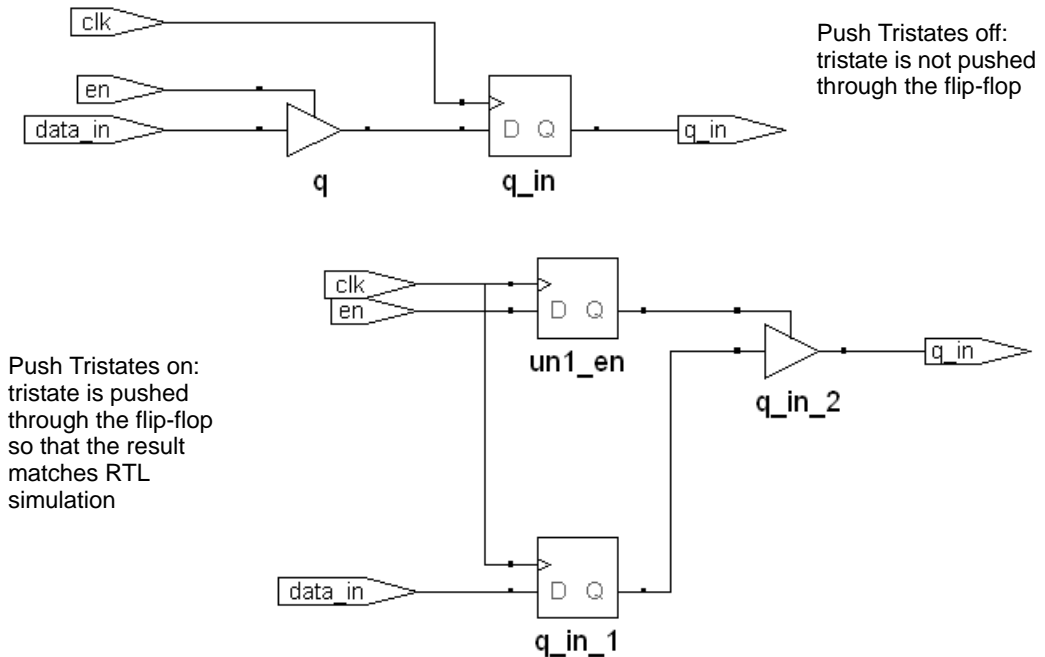 clk
Push Tristates off:
tristate is not pushed
through the flip-flop
en
data_in
D Q
q_in
q
q_in
clk
en
D Q
un1_en
q_in
q_in_2
Push Tristates on:
tristate is pushed
through the flip-flop
so that the result
matches RTL
simulation
data_in
D Q
q_in_1